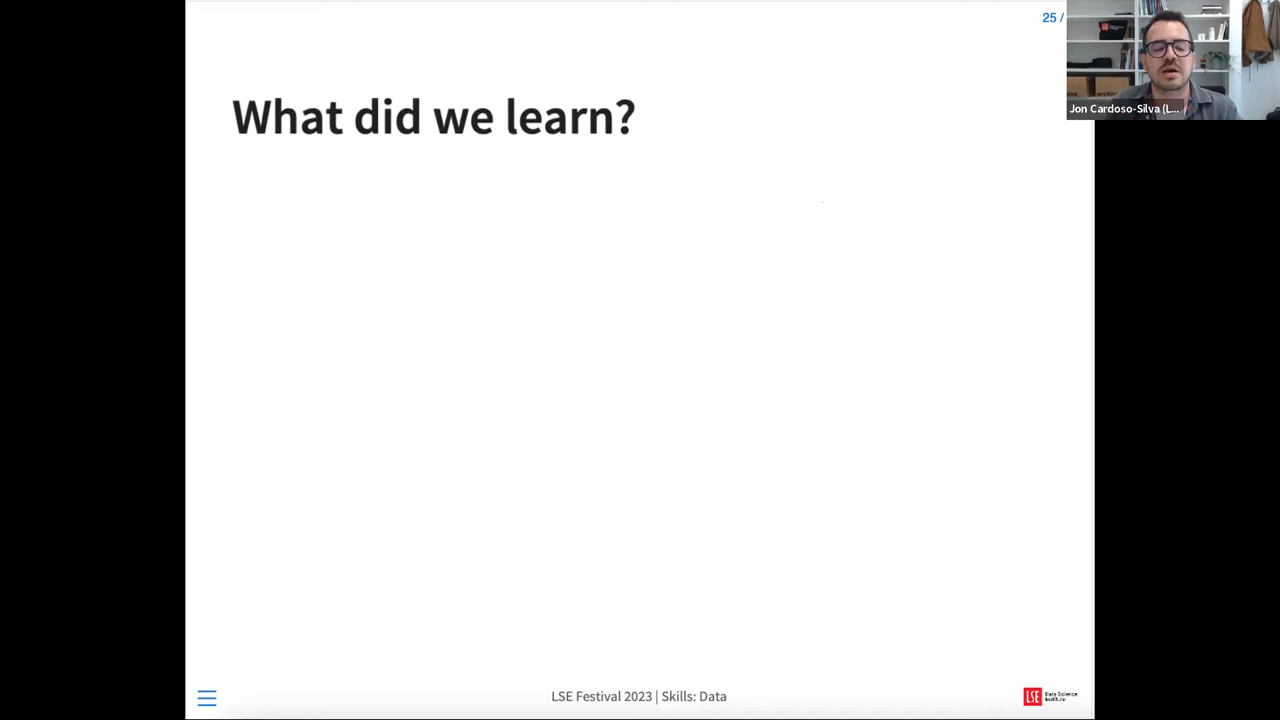 25 /
Jon Cardoso-Silva (L...
What did we learn?
LSE Festival 2023 | Skills: Data
LSE
Data Science
Institute